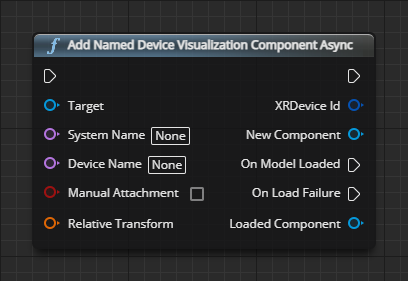 f Add Named Device Visualization Component Async
Target XRDevice Id
System Name None New Component
Device Name None On Model Loaded
Manual Attachment On Load Failure
Relative Transform Loaded Component